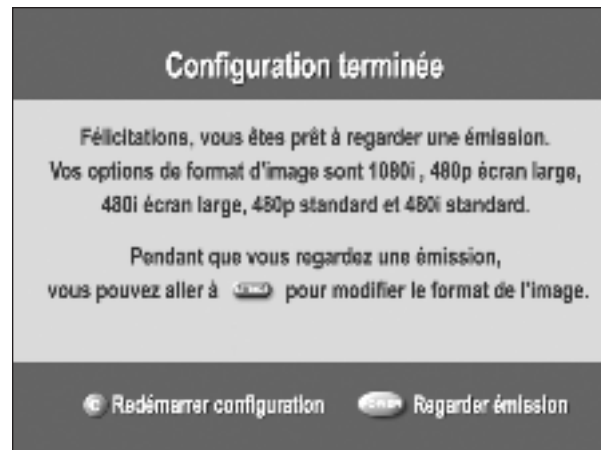 Configuration terminée
Félicitations, vous êtes prêt à regarder une émission.
Vos options de format d'image sont 1080i , 480p écran large,
480i écran large, 480p standard et 480i standard.
Pendant que vous regardez une émission,
vous pouvez aller à pour modifier le format de l'image.
C Redémarrer configuration Regarder émission